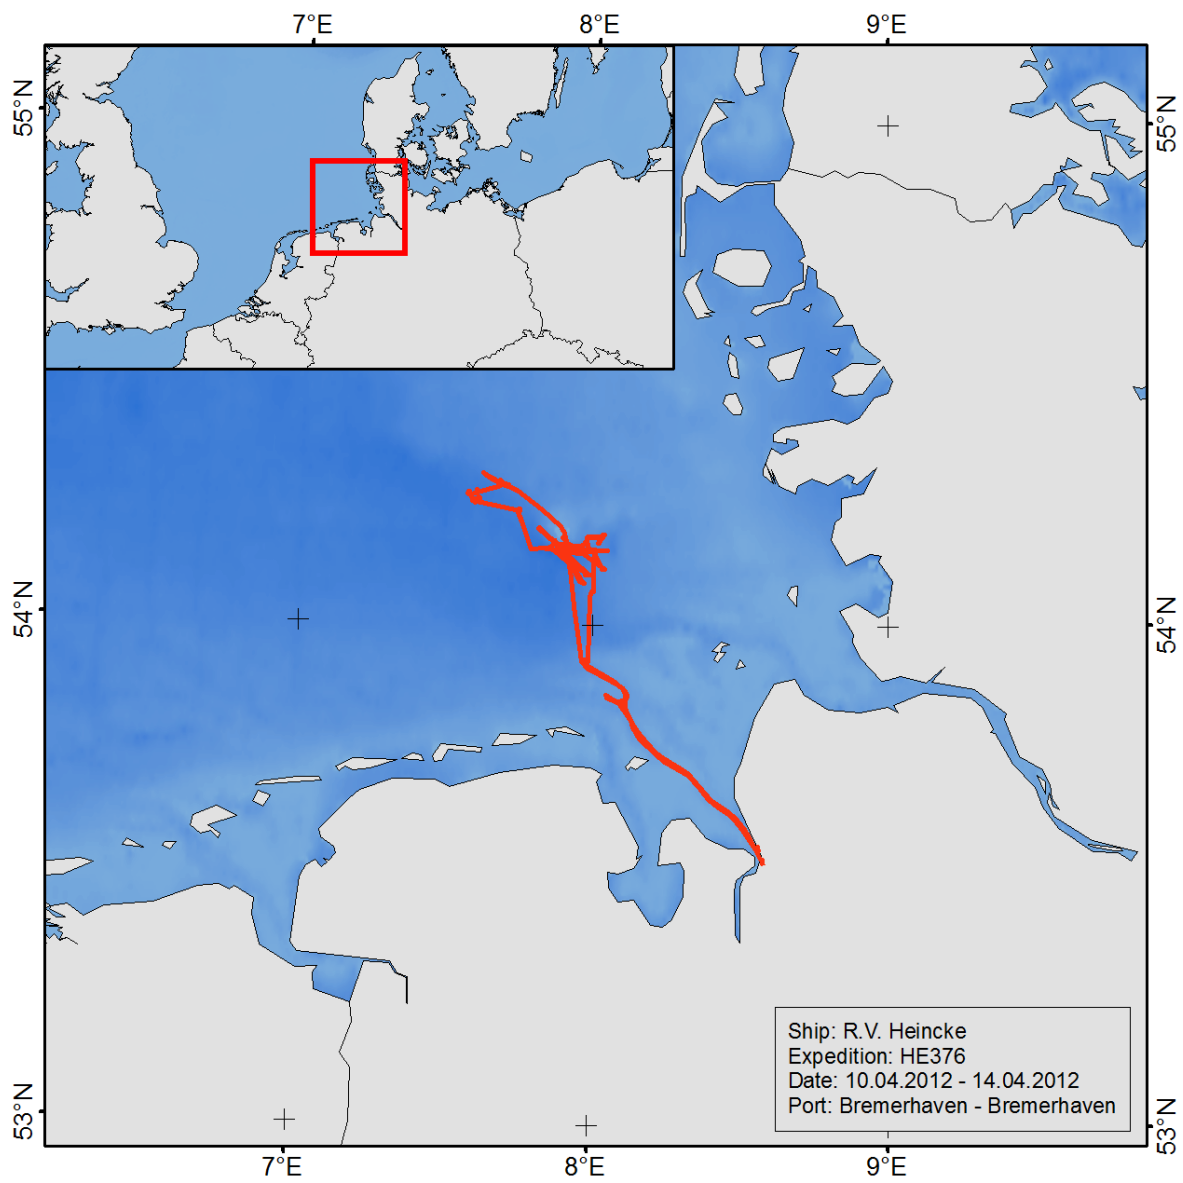 7°E 8°E 9°E
55°N 55°N
54°N 54°N
Ship: R.V. Heincke
Expedition: HE376
Date: 10.04.2012 - 14.04.2012
Port: Bremerhaven - Bremerhaven
53°N 53°N
7°E 8°E 9°E